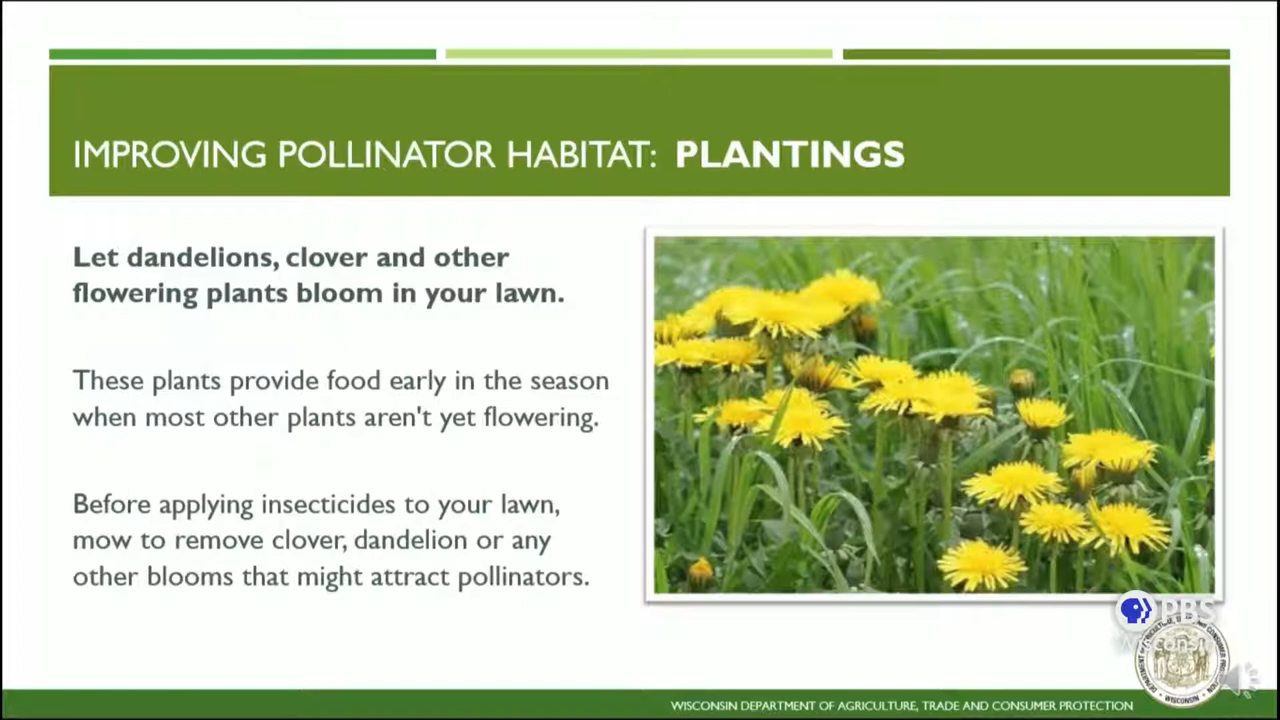 IMPROVING POLLINATOR HABITAT: PLANTINGS
Let dandelions, clover and other
flowering plants bloom in your lawn.
These plants provide food early in the season
when most other plants aren't yet flowering.
Before applying insecticides to your lawn,
mow to remove clover, dandelion or any
other blooms that might attract pollinators.
PBS
Wisconsin
WISCONSIN
WISCONSIN DEPARTMENT OF AGRICULTURE, TRADE AND CONSUMER PROTECTION